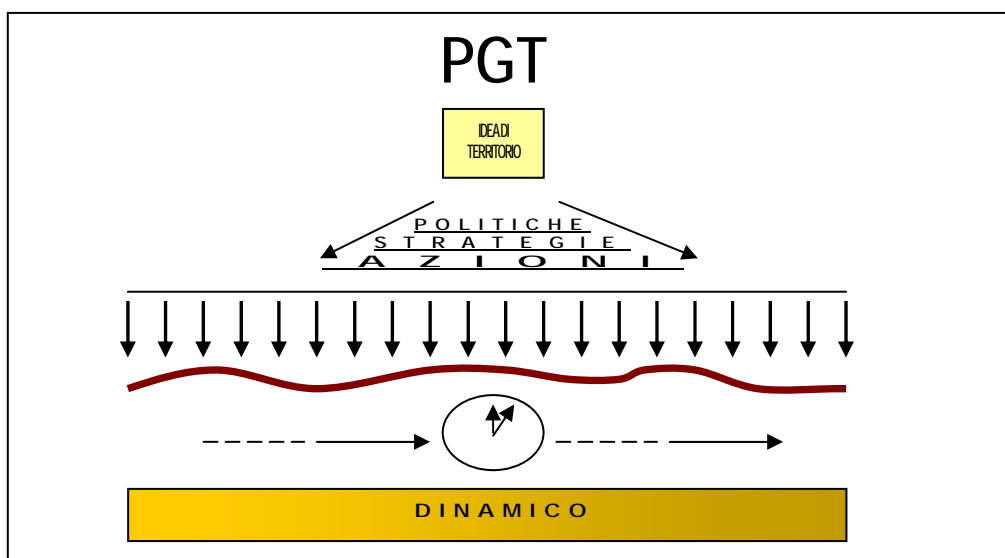 PGT
IDEA DI
TERRITORIO
POLITICHE
STRATEGIE
AZIONI
DINAMICO